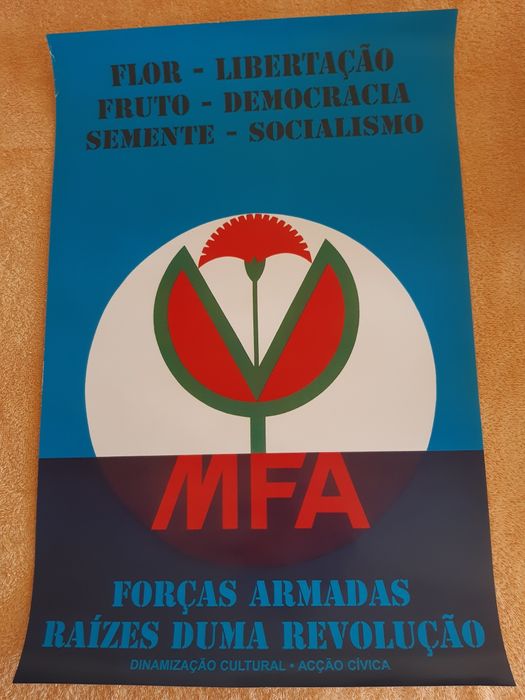 FLOR - LIBERTAÇÃO
FRUTO - DEMOCRACIA
SEMENTE - SOCIALISMO
MFA
FORÇAS ARMADAS
RAÍZES DUMA REVOLUÇÃO
DINAMIZAÇÃO CULTURAL • ACÇÃO CÍVICA